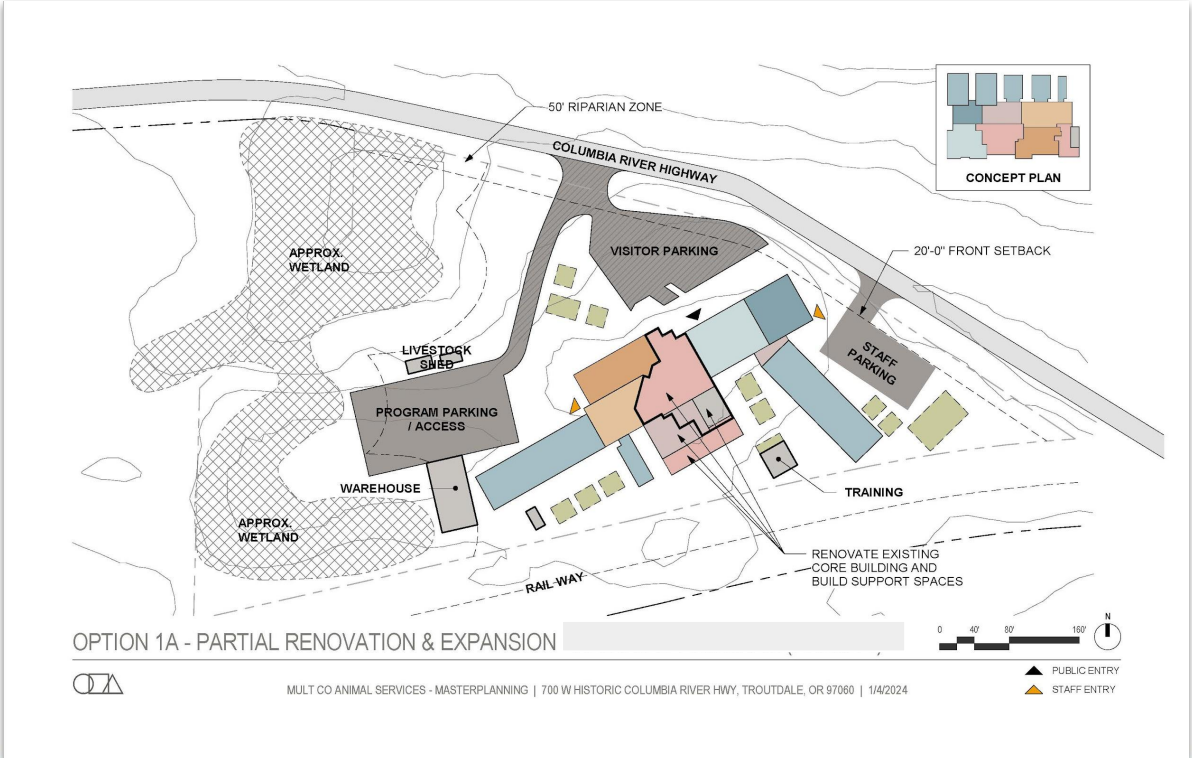 50' RIPARIAN ZONE
COLUMBIA RIVER HIGHWAY
CONCEPT PLAN
APPROX.
WETLAND
VISITOR PARKING
20'-0" FRONT SETBACK
LIVESTOCK
SHED
STAFF
PARKING
PROGRAM PARKING
/ ACCESS
WAREHOUSE
TRAINING
APPROX.
WETLAND
RENOVATE EXISTING
CORE BUILDING AND
BUILD SUPPORT SPACES
RAIL WAY
OPTION 1A - PARTIAL RENOVATION & EXPANSION
0 40' 80' 160'
N
PUBLIC ENTRY
STAFF ENTRY
MULT CO ANIMAL SERVICES - MASTERPLANNING | 700 W HISTORIC COLUMBIA RIVER HWY, TROUTDALE, OR 97060 | 1/4/2024